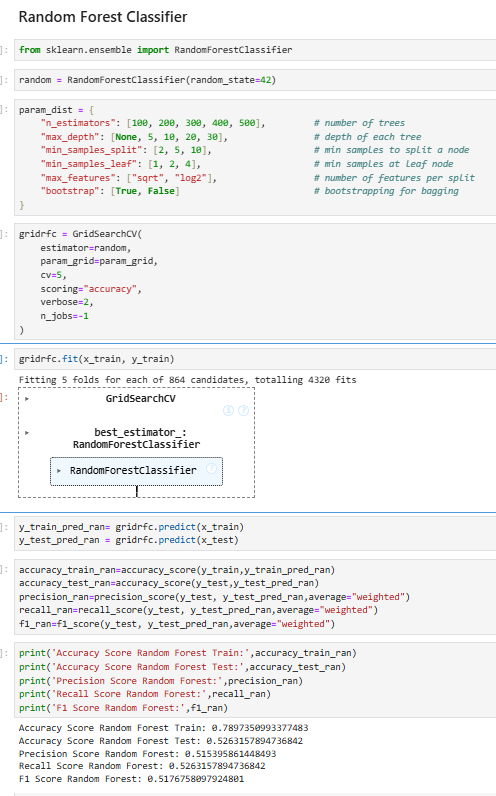 Random Forest Classifier
]: from sklearn.ensemble import RandomForestClassifier
]: random = RandomForestClassifier(random_state=42)
]: param_dist = {
"n_estimators": [100, 200, 300, 400, 500], # number of trees
"max_depth": [None, 5, 10, 20, 30], # depth of each tree
"min_samples_split": [2, 5, 10], # min samples to split a node
"min_samples_leaf": [1, 2, 4], # min samples at leaf node
"max_features": ["sqrt", "log2"], # number of features per split
"bootstrap": [True, False] # bootstrapping for bagging
}
]: gridrfc = GridSearchCV(
estimator=random,
param_grid=param_grid,
cv=5,
scoring="accuracy",
verbose=2,
n_jobs=-1
)
]: gridrfc.fit(x_train, y_train)
Fitting 5 folds for each of 864 candidates, totalling 4320 fits
]: ▸ GridSearchCV
i ?
▸ best_estimator_:
RandomForestClassifier
▸ RandomForestClassifier ?
]: y_train_pred_ran= gridrfc.predict(x_train)
y_test_pred_ran = gridrfc.predict(x_test)
]: accuracy_train_ran=accuracy_score(y_train,y_train_pred_ran)
accuracy_test_ran=accuracy_score(y_test,y_test_pred_ran)
precision_ran=precision_score(y_test, y_test_pred_ran,average="weighted")
recall_ran=recall_score(y_test, y_test_pred_ran,average="weighted")
f1_ran=f1_score(y_test, y_test_pred_ran,average="weighted")
]: print('Accuracy Score Random Forest Train:',accuracy_train_ran)
print('Accuracy Score Random Forest Test:',accuracy_test_ran)
print('Precision Score Random Forest:',precision_ran)
print('Recall Score Random Forest:',recall_ran)
print('F1 Score Random Forest:',f1_ran)
Accuracy Score Random Forest Train: 0.7897350993377483
Accuracy Score Random Forest Test: 0.5263157894736842
Precision Score Random Forest: 0.515395861448493
Recall Score Random Forest: 0.5263157894736842
F1 Score Random Forest: 0.5176758097924801